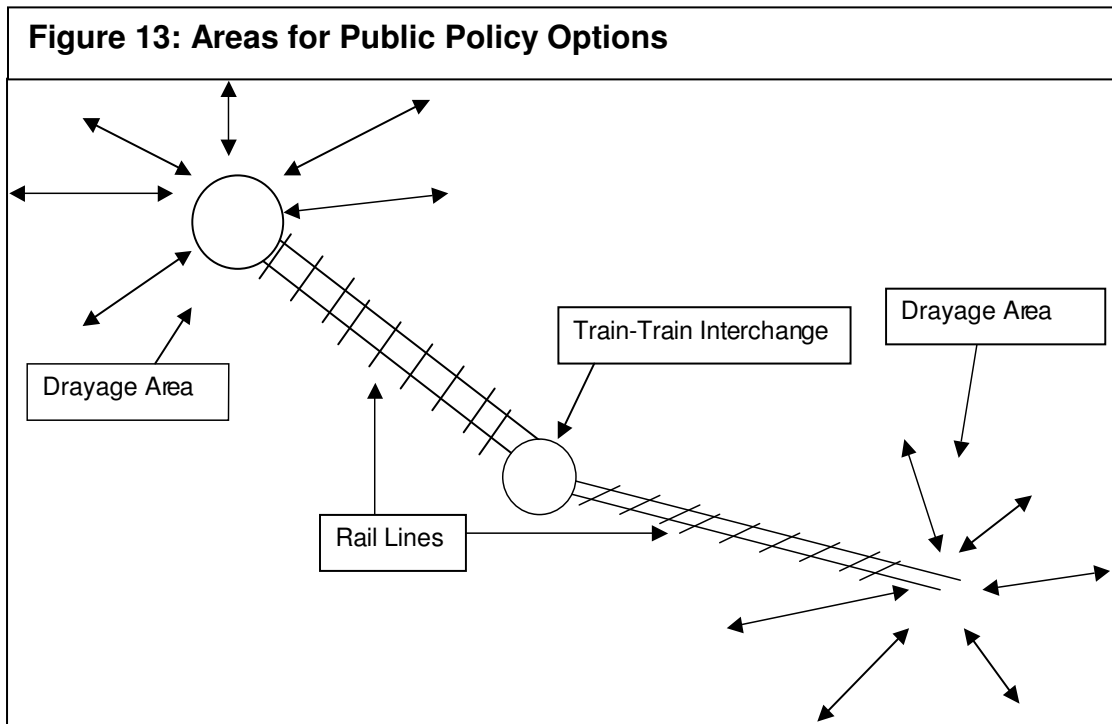 Figure 13: Areas for Public Policy Options
Train-Train Interchange
Drayage Area
Drayage Area
Rail Lines